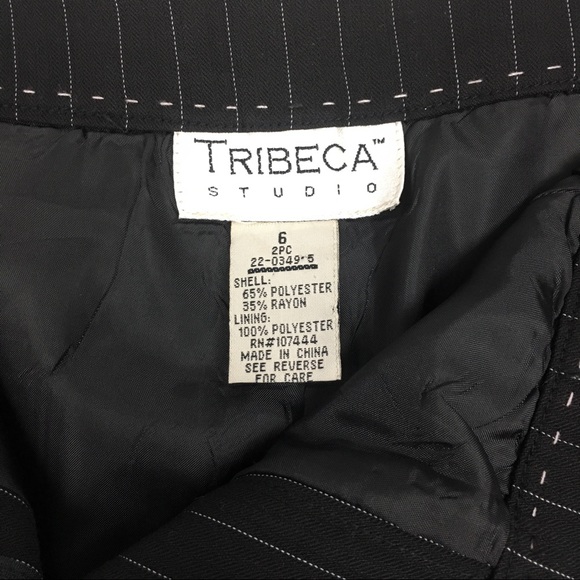 TRIBECA™
STUDIO
6
2PC
22-0349*5
SHELL:
65% POLYESTER
35% RAYON
LINING:
100% POLYESTER
RN#107444
MADE IN CHINA
SEE REVERSE
FOR CARE